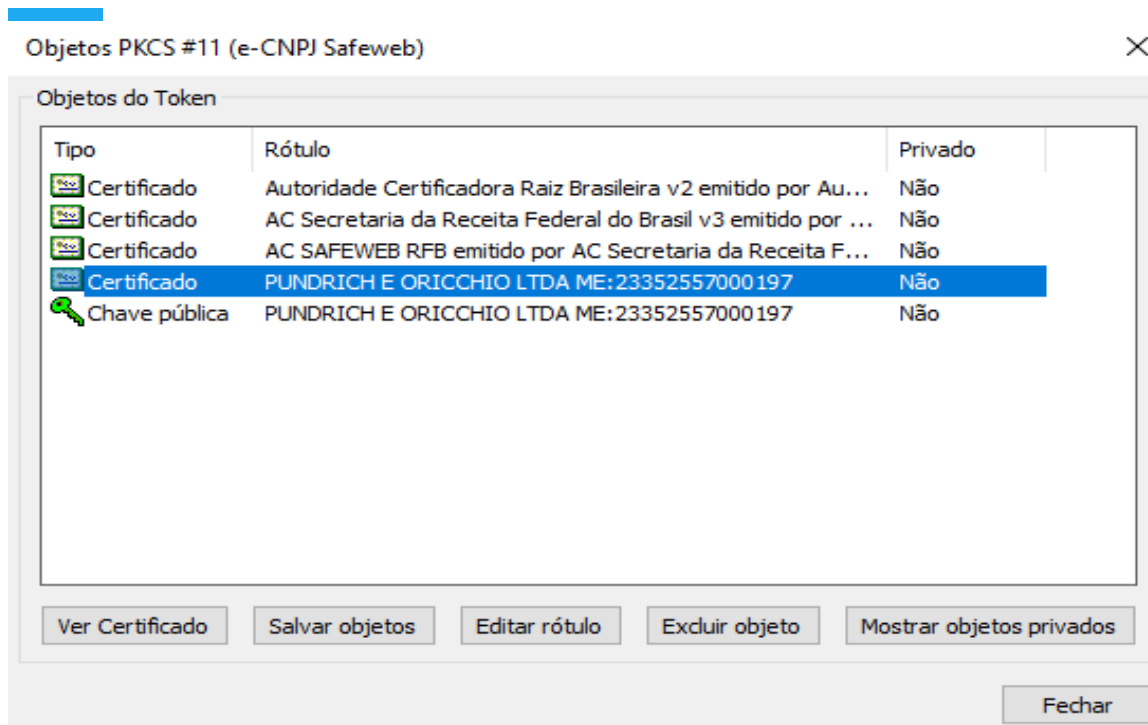 Objetos PKCS #11 (e-CNPJ Safeweb)
Objetos do Token
Tipo Rótulo Privado
Certificado Autoridade Certificadora Raiz Brasileira v2 emitido por Au... Não
Certificado AC Secretaria da Receita Federal do Brasil v3 emitido por ... Não
Certificado AC SAFEWEB RFB emitido por AC Secretaria da Receita F... Não
Certificado PUNDRICH E ORICCHIO LTDA ME:23352557000197 Não
Chave pública PUNDRICH E ORICCHIO LTDA ME:23352557000197 Não
Ver Certificado Salvar objetos Editar rótulo Excluir objeto Mostrar objetos privados
Fechar